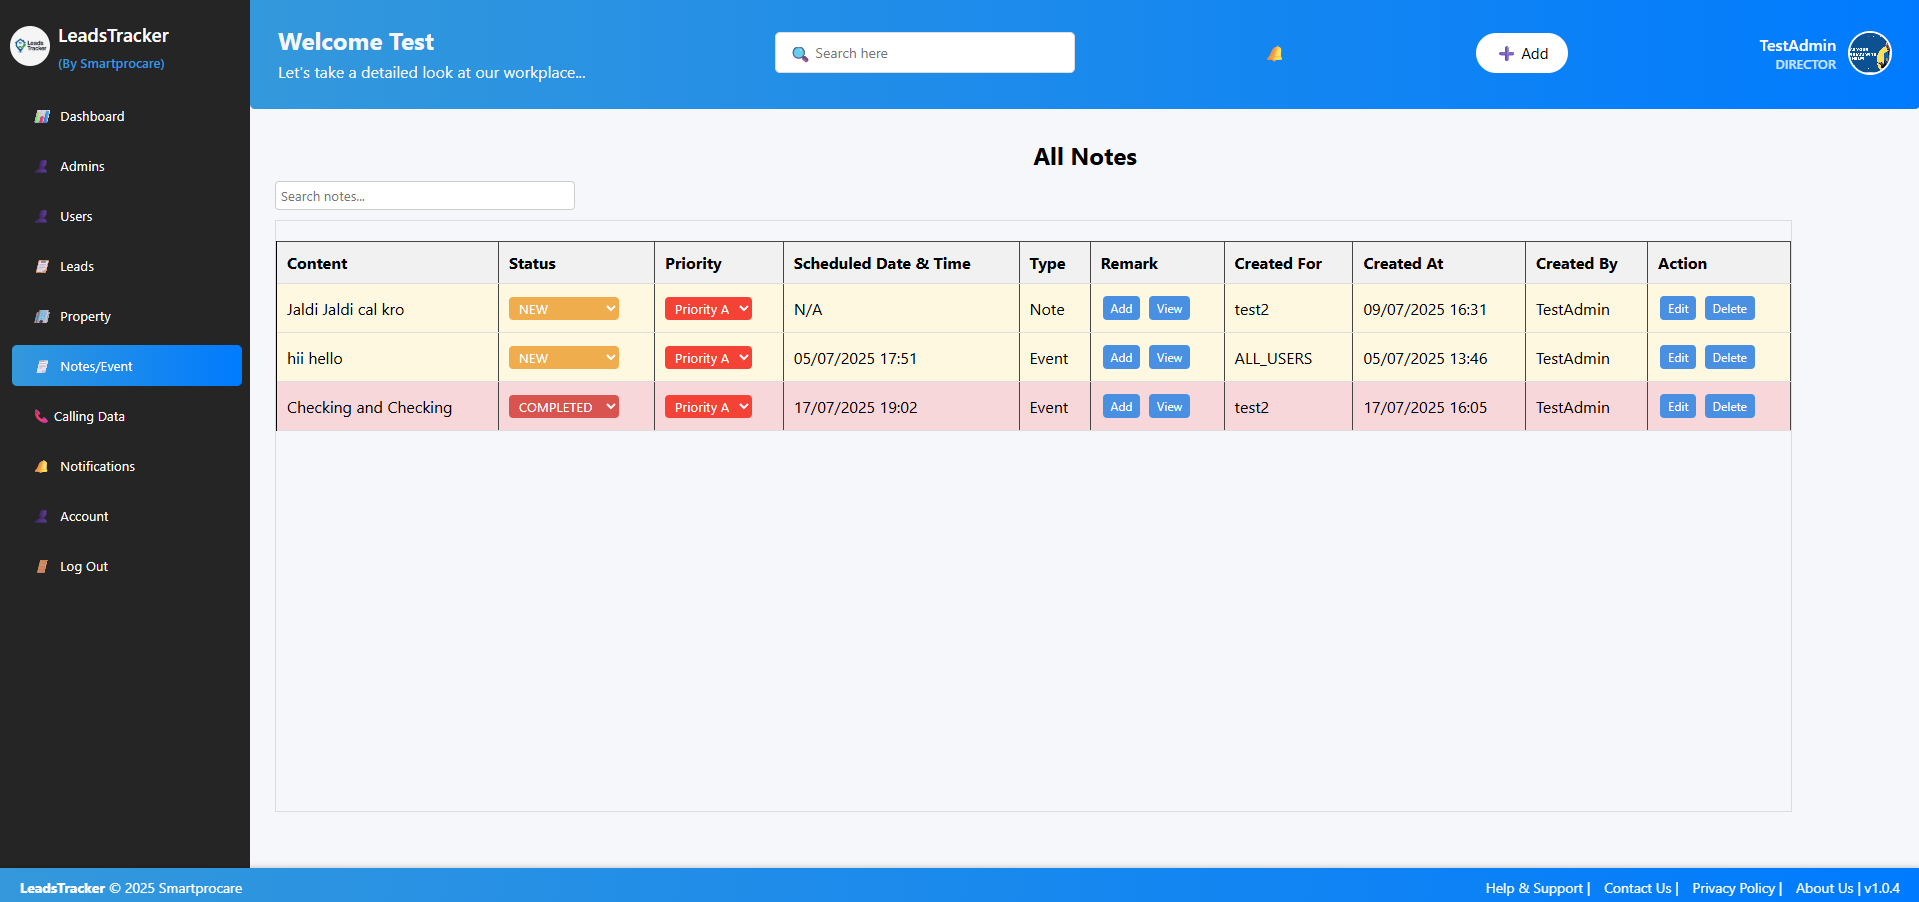 LeadsTracker
(By Smartprocare)
Dashboard
Admins
Users
Leads
Property
Notes/Event
Calling Data
Notifications
Account
Log Out
Welcome Test
Let's take a detailed look at our workplace...
Search here
Add
TestAdmin
DIRECTOR
All Notes
Search notes...
Content Status Priority Scheduled Date & Time Type Remark Created For Created At Created By Action
Jaldi Jaldi cal kro NEW Priority A N/A Note Add View test2 09/07/2025 16:31 TestAdmin Edit Delete
hii hello NEW Priority A 05/07/2025 17:51 Event Add View ALL_USERS 05/07/2025 13:46 TestAdmin Edit Delete
Checking and Checking COMPLETED Priority A 17/07/2025 19:02 Event Add View test2 17/07/2025 16:05 TestAdmin Edit Delete
LeadsTracker © 2025 Smartprocare
Help & Support | Contact Us | Privacy Policy | About Us | v1.0.4